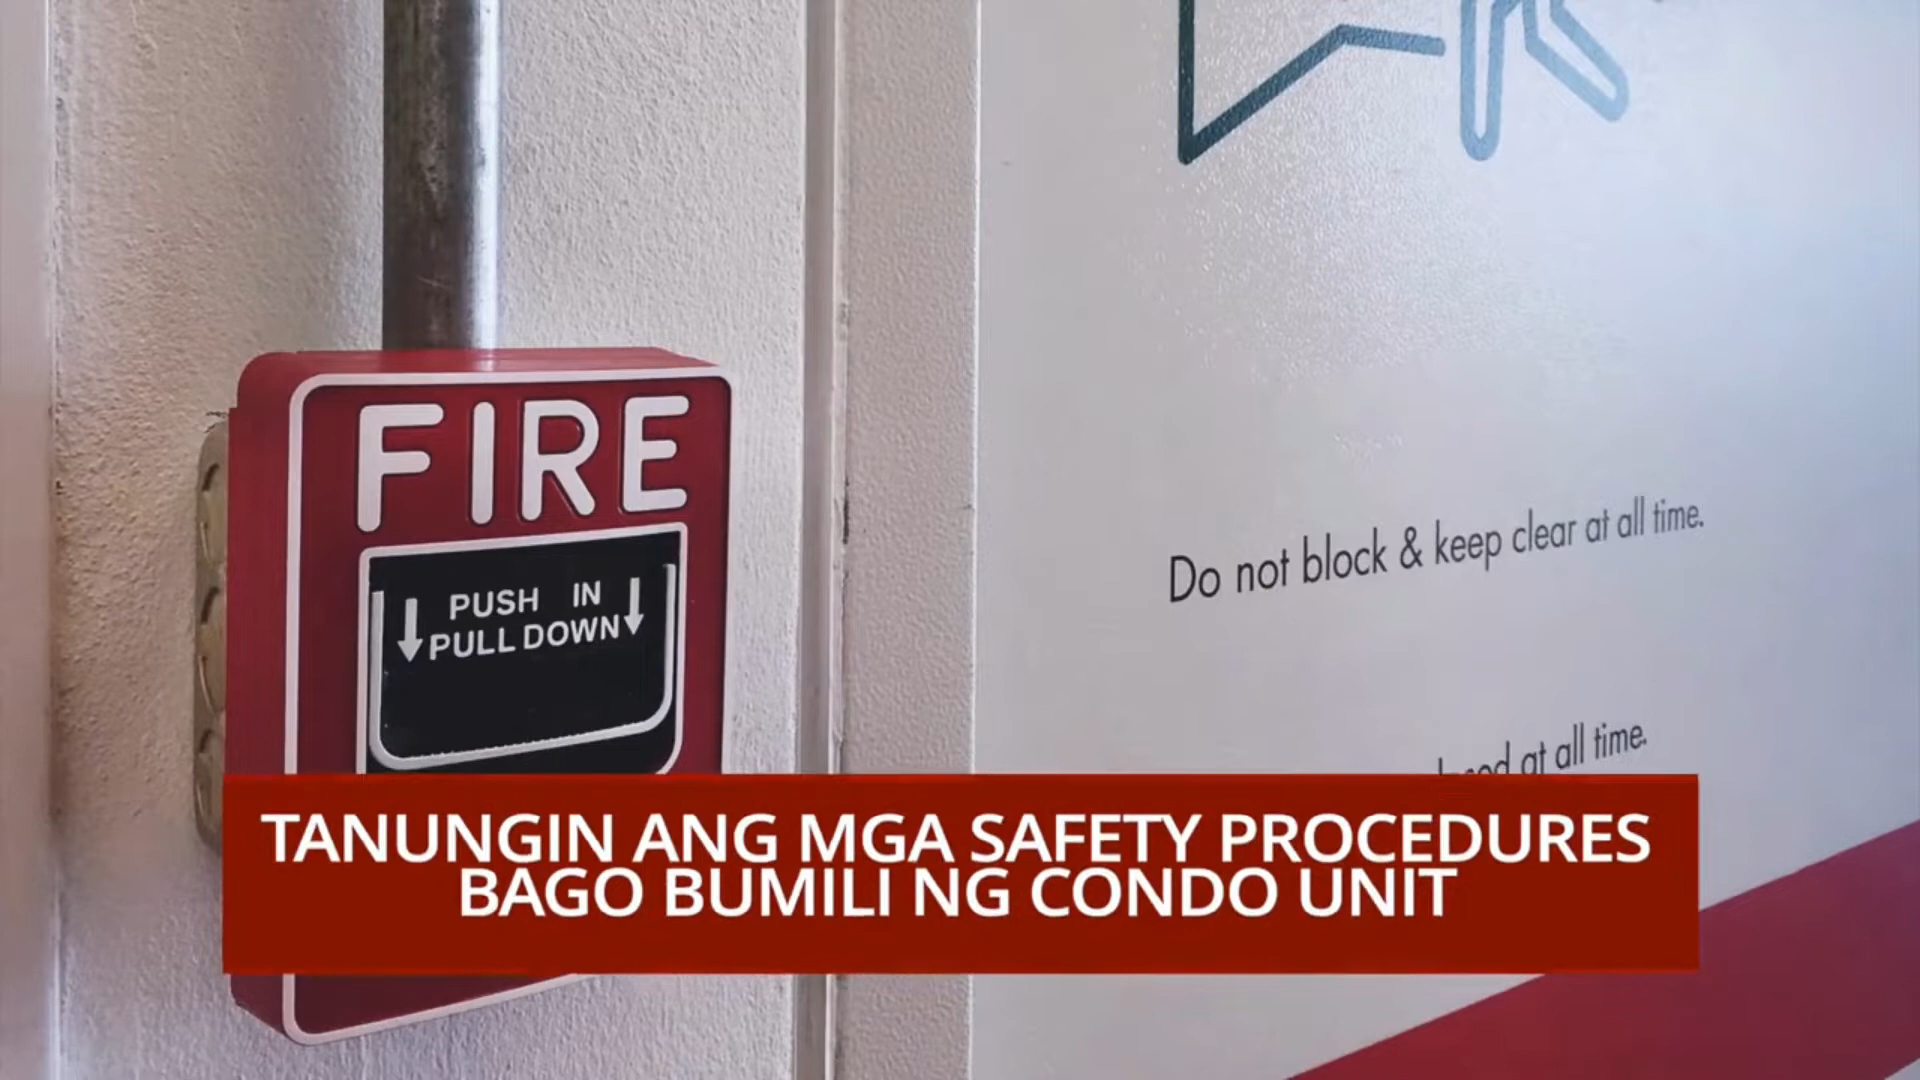 FIRE
PUSH IN
PULL DOWN
Do not block & keep clear at all time.
at all time.
TANUNGIN ANG MGA SAFETY PROCEDURES
BAGO BUMILI NG CONDO UNIT